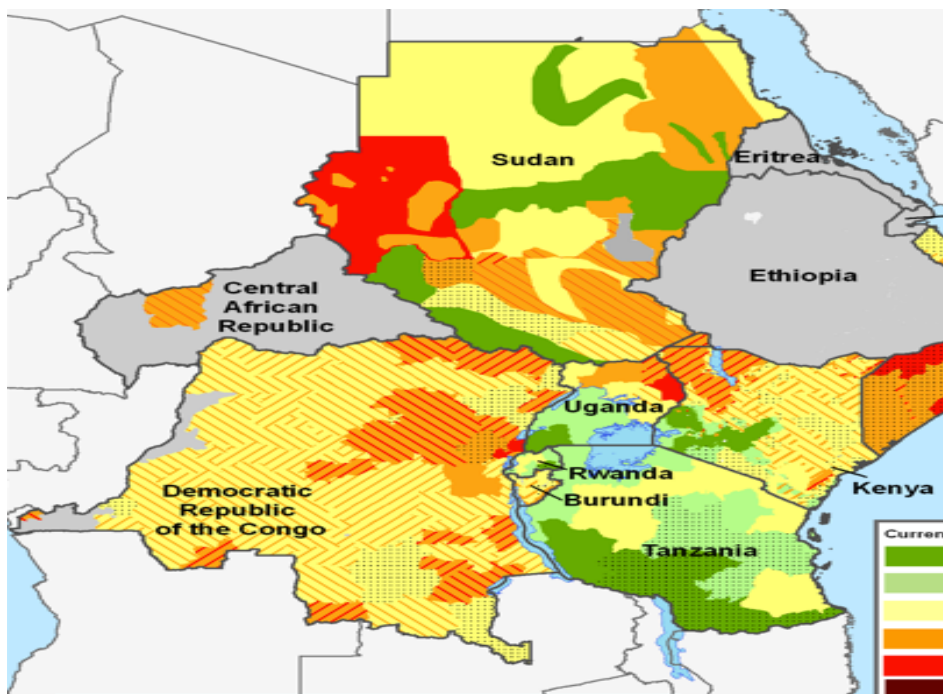 Sudan
Eritrea
Ethiopia
Central
African
Republic
Uganda
Rwanda
Burundi
Kenya
Democratic
Republic
of the Congo
Tanzania
Curren